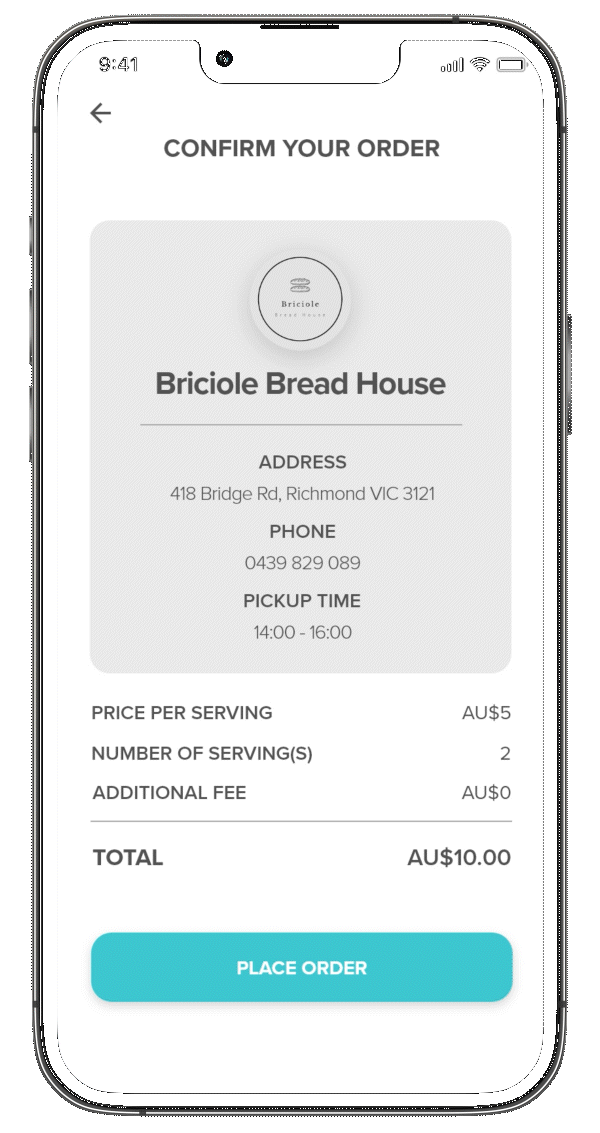 9:41
CONFIRM YOUR ORDER
Briciole
Bread House
Briciole Bread House
ADDRESS
418 Bridge Rd, Richmond VIC 3121
PHONE
0439 829 089
PICKUP TIME
14:00 - 16:00
PRICE PER SERVING AU$5
NUMBER OF SERVING(S) 2
ADDITIONAL FEE AU$0
TOTAL AU$10.00
PLACE ORDER